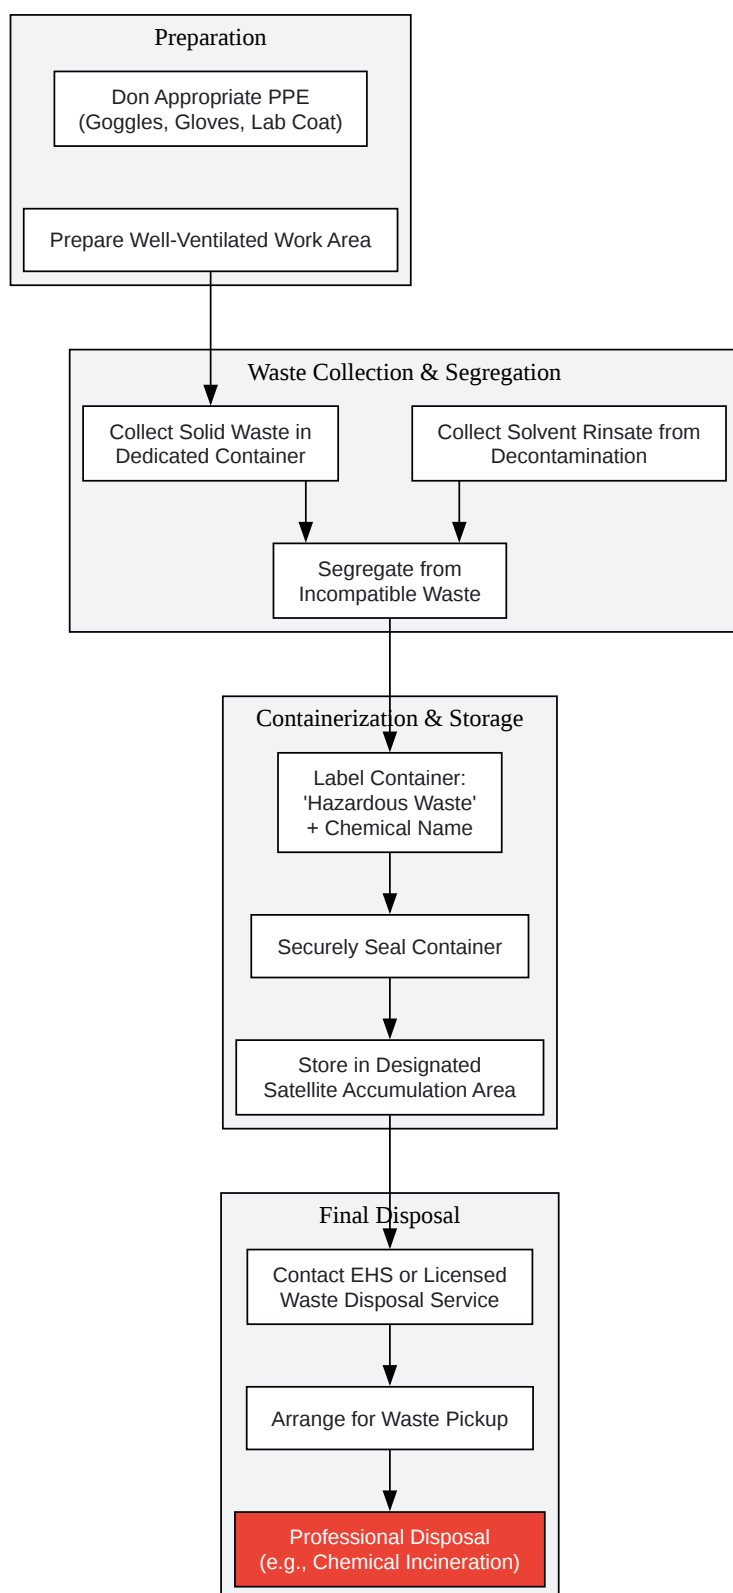 Preparation
Don Appropriate PPE
(Goggles, Gloves, Lab Coat)
Prepare Well-Ventilated Work Area
Waste Collection & Segregation
Collect Solid Waste in
Dedicated Container
Collect Solvent Rinsate from
Decontamination
Segregate from
Incompatible Waste
Containerization & Storage
Label Container:
'Hazardous Waste'
+ Chemical Name
Securely Seal Container
Store in Designated
Satellite Accumulation Area
Final Disposal
Contact EHS or Licensed
Waste Disposal Service
Arrange for Waste Pickup
Professional Disposal
(e.g., Chemical Incineration)